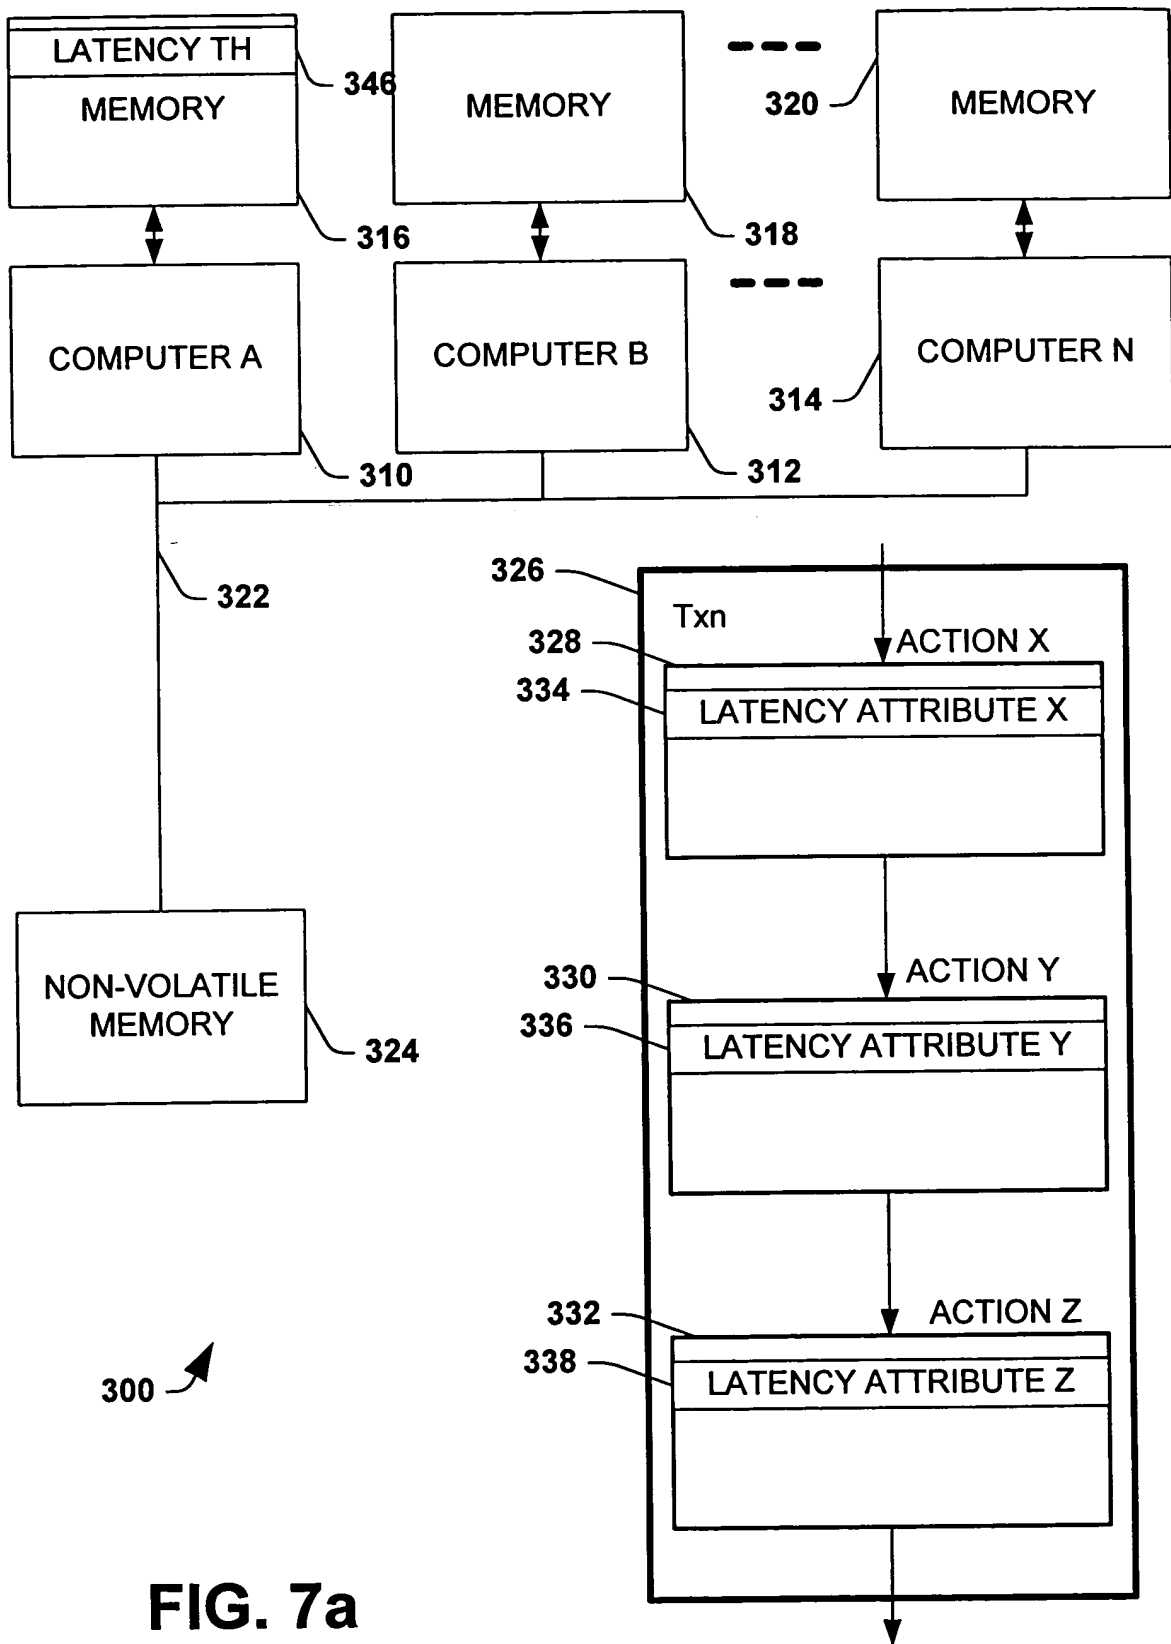 LATENCY TH
346
MEMORY
316
MEMORY
318
320
MEMORY
COMPUTER A
310
COMPUTER B
312
314
COMPUTER N
322
326
Txn
ACTION X
328
334
LATENCY ATTRIBUTE X
NON-VOLATILE
MEMORY
324
ACTION Y
330
336
LATENCY ATTRIBUTE Y
ACTION Z
332
338
LATENCY ATTRIBUTE Z
300
FIG. 7a